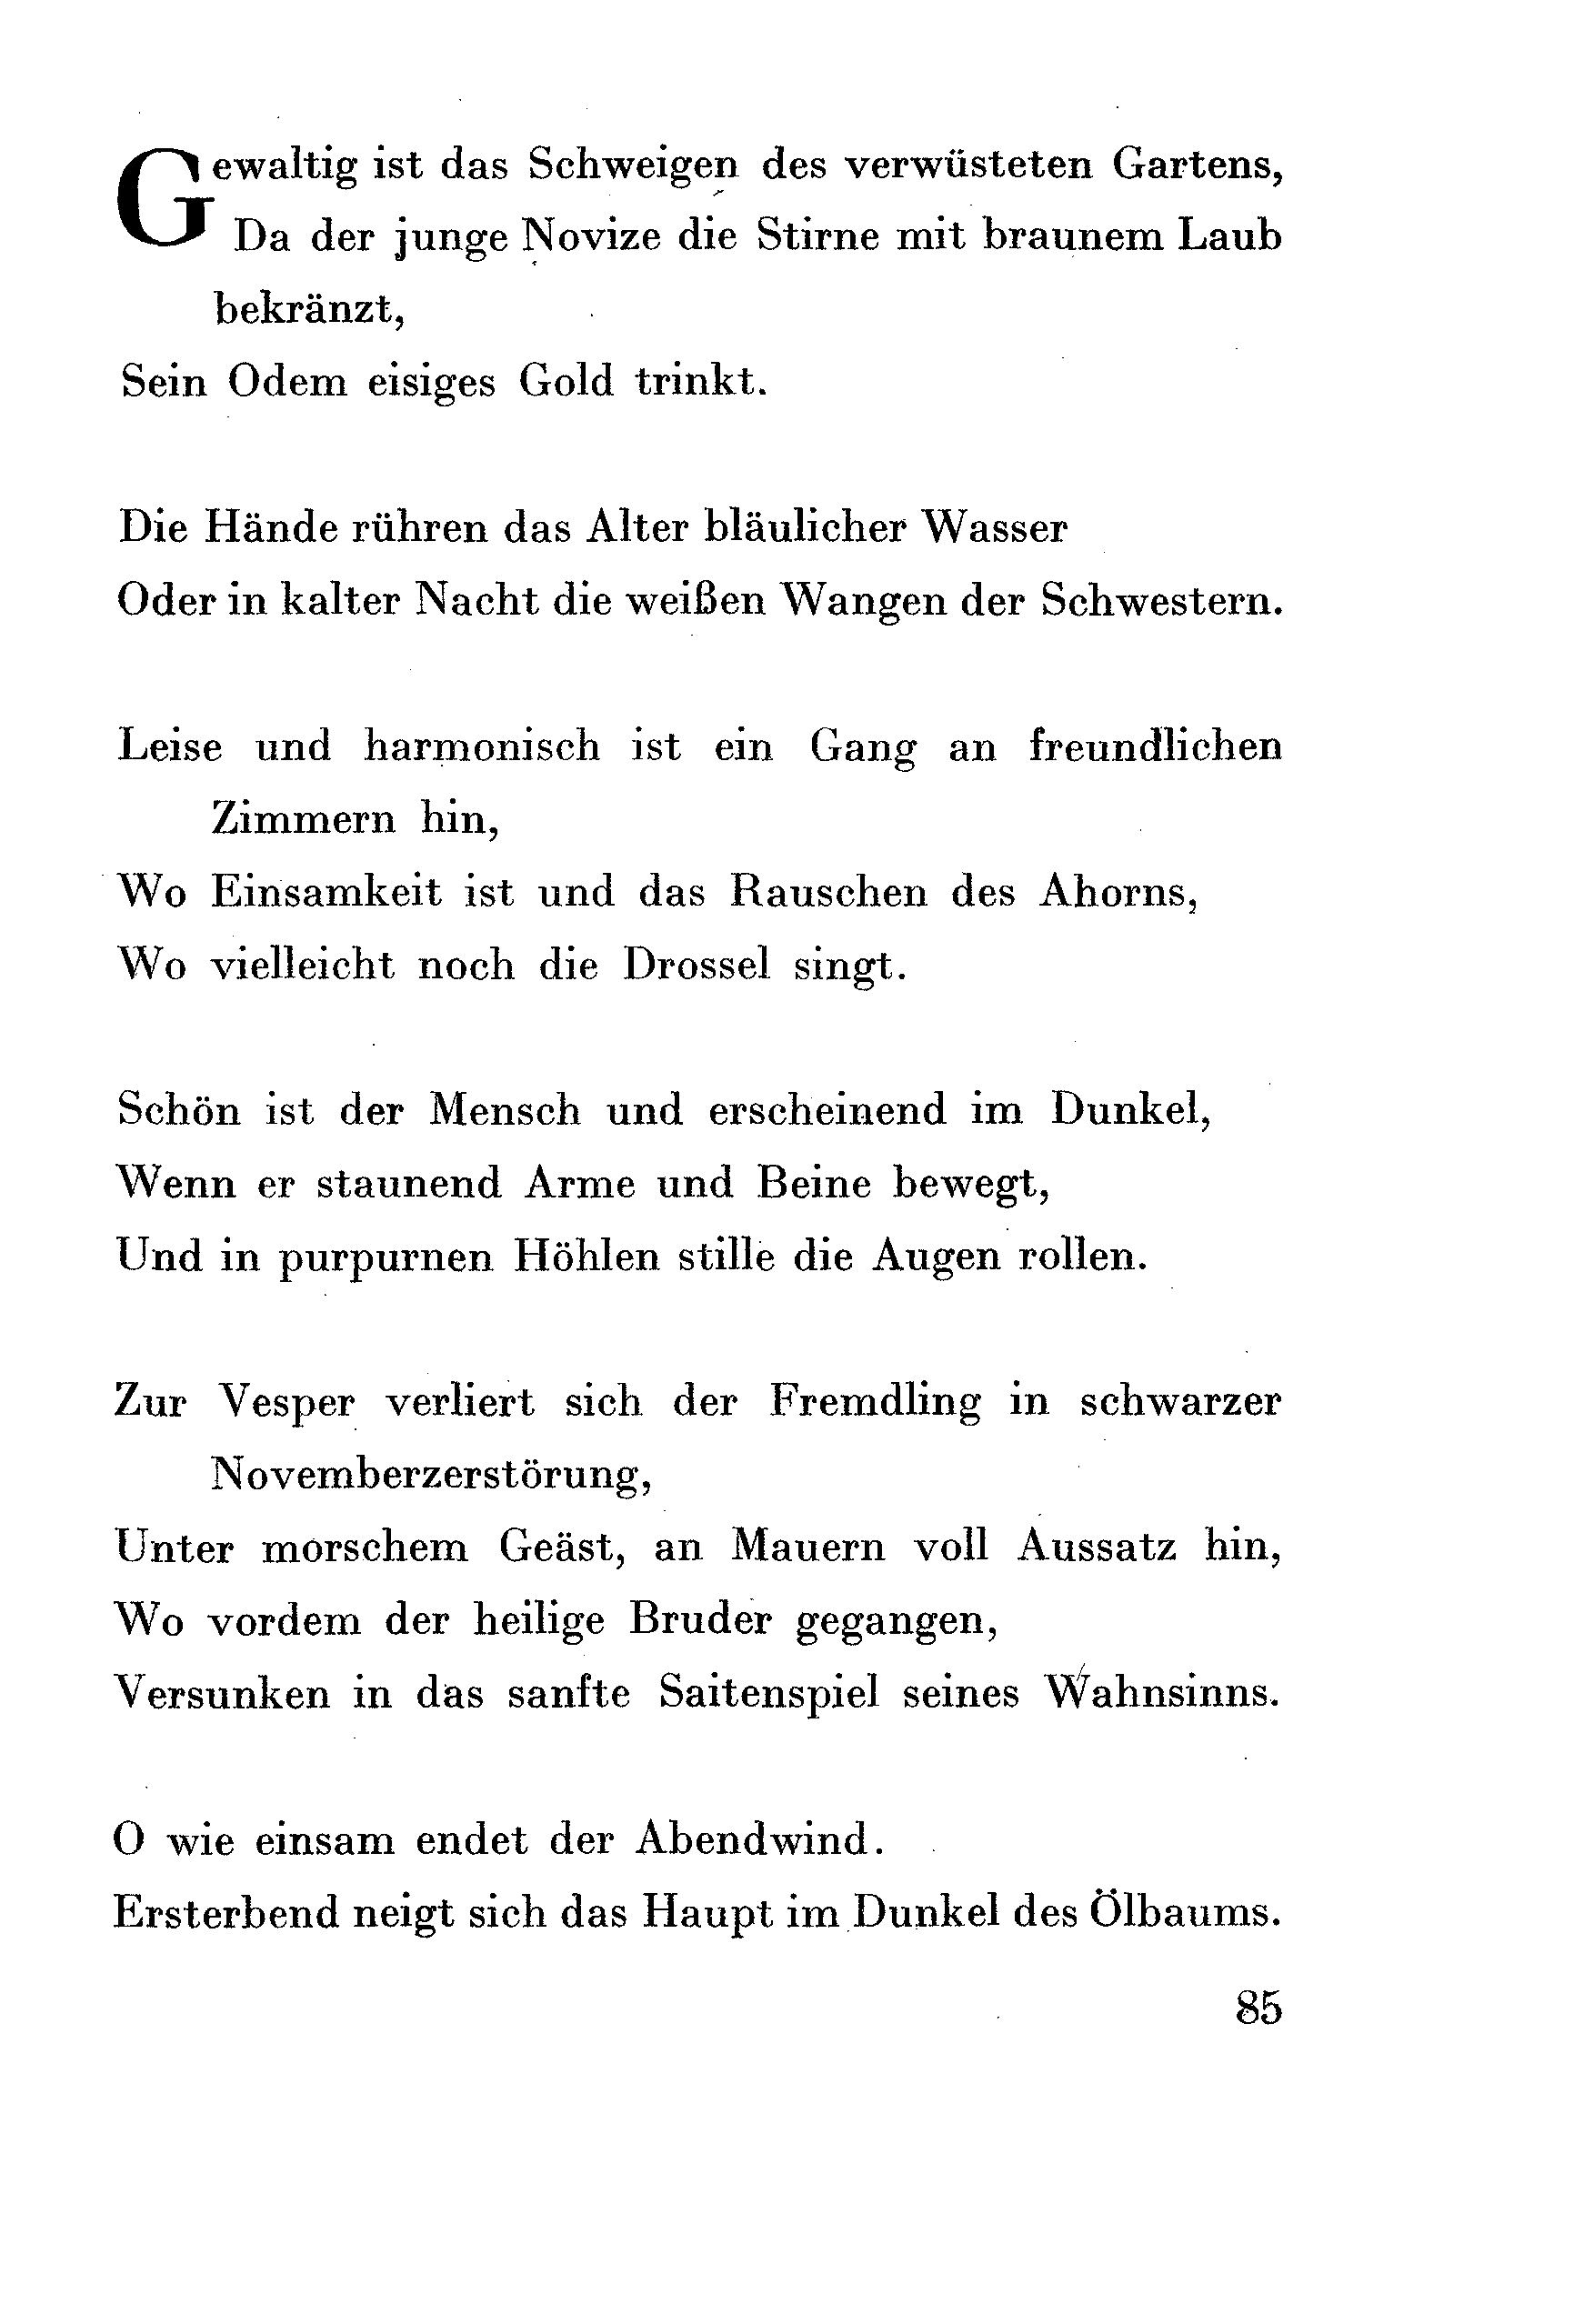 Gewaltig ist das Schweigen des verwüsteten Gartens,
Da der junge Novize die Stirne mit braunem Laub
bekränzt,
Sein Odem eisiges Gold trinkt.
Die Hände rühren das Alter bläulicher Wasser
Oder in kalter Nacht die weißen Wangen der Schwestern.
Leise und harmonisch ist ein Gang an freundlichen
Zimmern hin,
Wo Einsamkeit ist und das Rauschen des Ahorns,
Wo vielleicht noch die Drossel singt.
Schön ist der Mensch und erscheinend im Dunkel,
Wenn er staunend Arme und Beine bewegt,
Und in purpurnen Höhlen stille die Augen rollen.
Zur Vesper verliert sich der Fremdling in schwarzer
Novemberzerstörung,
Unter morschem Geäst, an Mauern voll Aussatz hin,
Wo vordem der heilige Bruder gegangen,
Versunken in das sanfte Saitenspiel seines Wahnsinns.
O wie einsam endet der Abendwind.
Ersterbend neigt sich das Haupt im Dunkel des Ölbaums.
85